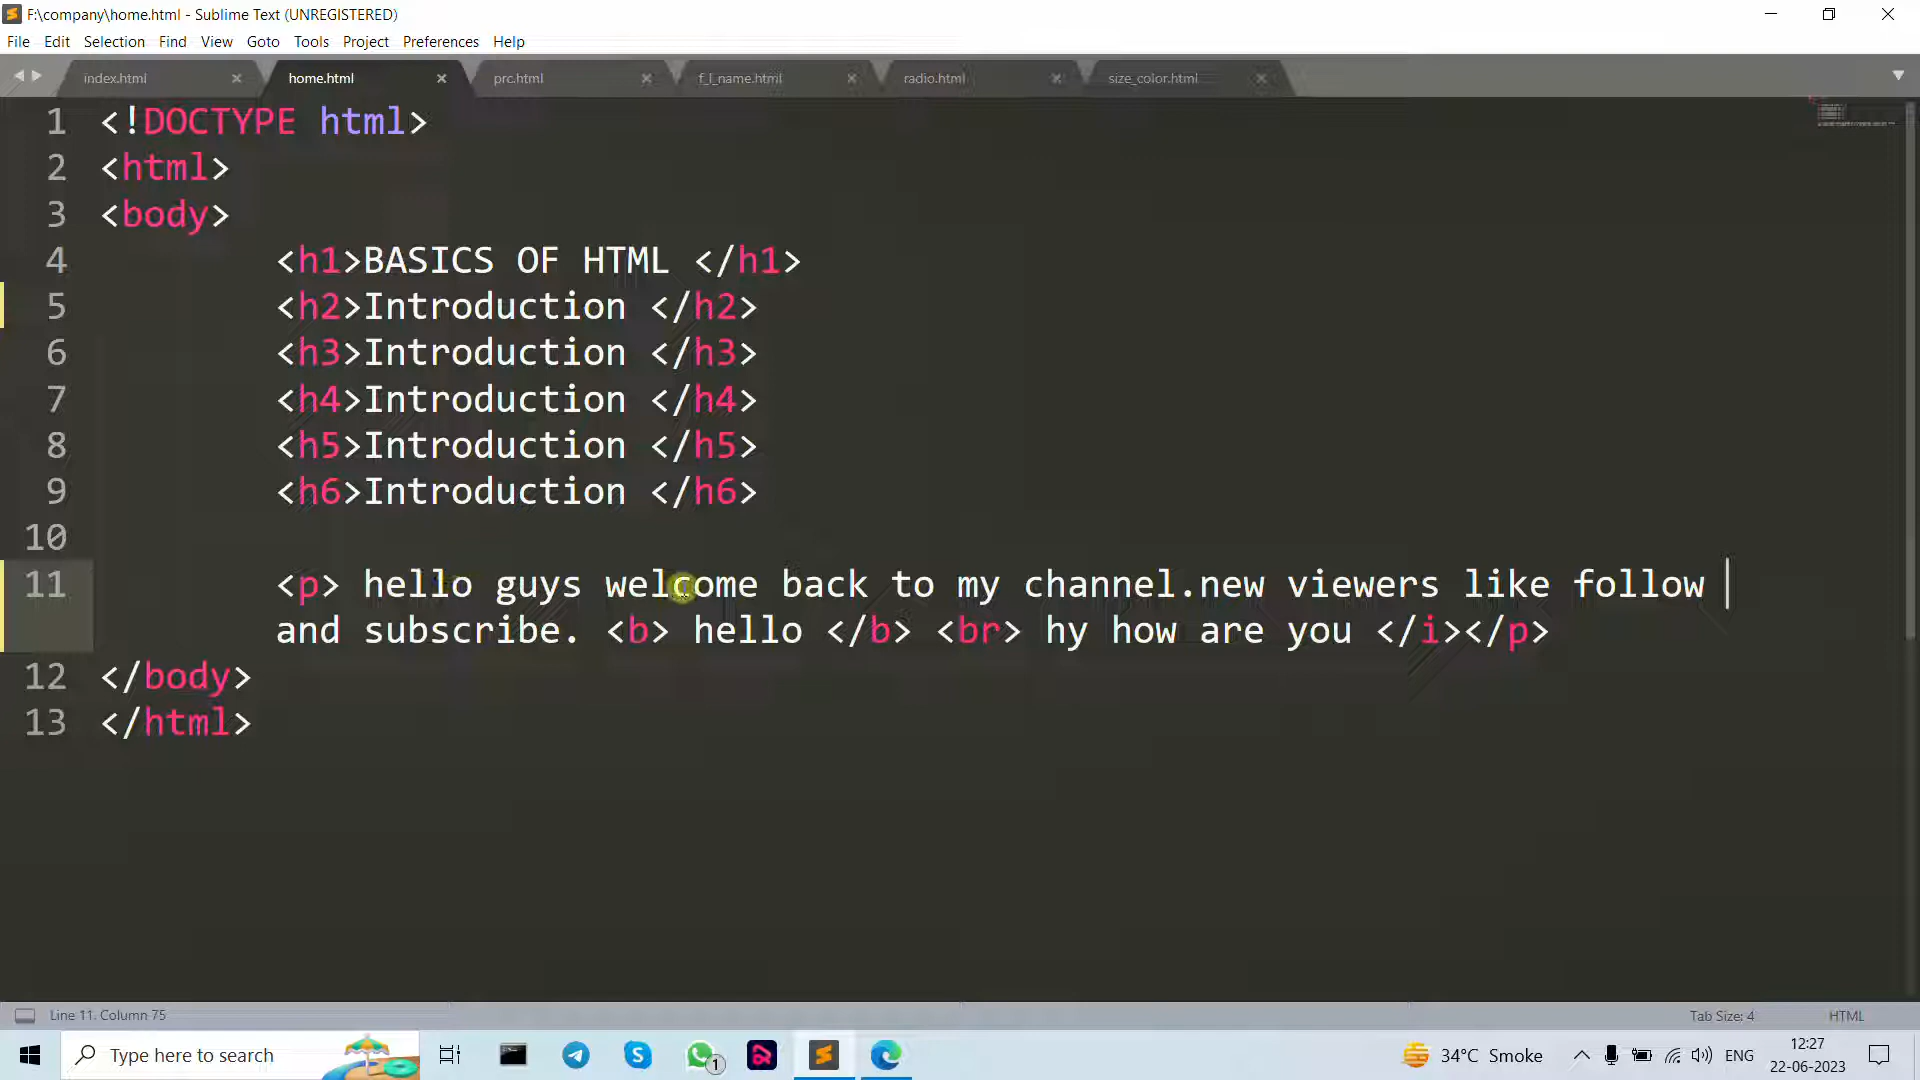 F:\company\home.html - Sublime Text (UNREGISTERED)
File Edit Selection Find View Goto Tools Project Preferences Help
index.html home.html prc.html f_l_name.html radio.html size_color.html
1 <!DOCTYPE html>
2 <html>
3 <body>
4 <h1>BASICS OF HTML </h1>
5 <h2>Introduction </h2>
6 <h3>Introduction </h3>
7 <h4>Introduction </h4>
8 <h5>Introduction </h5>
9 <h6>Introduction </h6>
10
11 <p> hello guys welcome back to my channel.new viewers like follow
and subscribe. <b> hello </b> <br> hy how are you </i></p>
12 </body>
13 </html>
Line 11, Column 75 Tab Size: 4 HTML
Type here to search 1 34°C Smoke ENG 12:27
22-06-2023